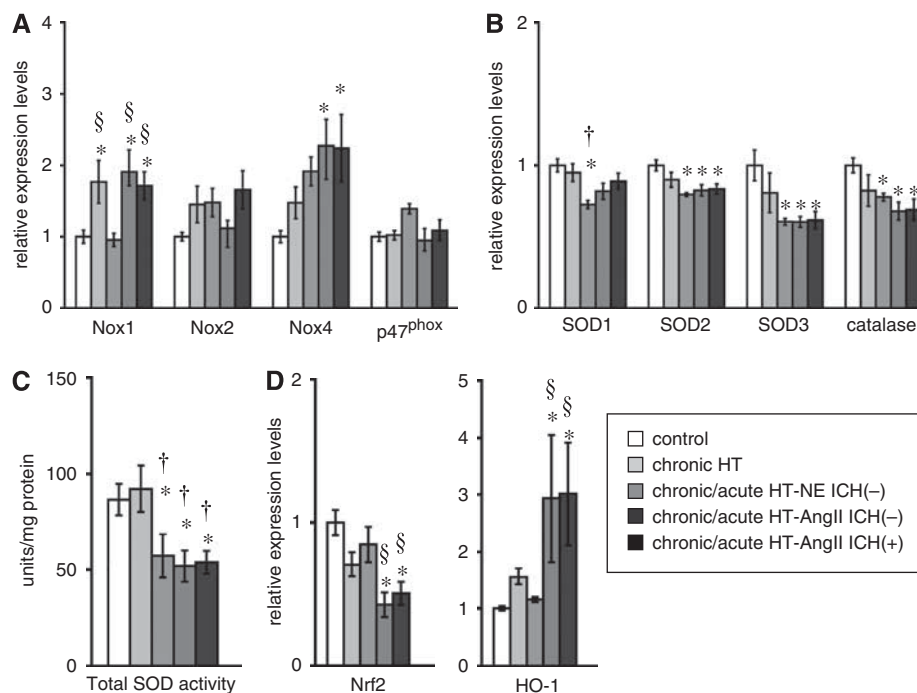 A
relative expression levels
4
3
2
1
0
§
*
§
*
§
*
*
*
Nox1 Nox2 Nox4 p47phox
B
relative expression levels
2
1
0
†
*
* * *
* * *
*
* *
SOD1 SOD2 SOD3 catalase
C
units/mg protein
150
100
50
0
†
*
†
*
†
*
Total SOD activity
D
relative expression levels
2
1
0
§
*
§
*
Nrf2
5
4
3
2
1
0
§
*
§
*
HO-1
control
chronic HT
chronic/acute HT-NE ICH(–)
chronic/acute HT-AngII ICH(–)
chronic/acute HT-AngII ICH(+)